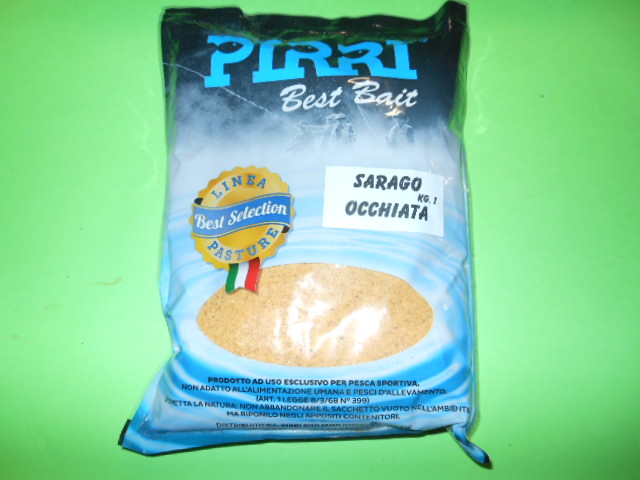 PIRRI
Best Bait
LINEA
Best Selection
PASTURE
SARAGO
KG. 1
OCCHIATA
PRODOTTO AD USO ESCLUSIVO PER PESCA SPORTIVA.
NON ADATTO ALL'ALIMENTAZIONE UMANA E PESCI D'ALLEVAMENTO.
(ART. 1 LEGGE 8/3/68 N° 399)
LA NATURA: NON ABBANDONARE IL SACCHETTO VUOTO NELL'AMBIENTE
MA RIPONILO NEGLI APPOSITI CONTENITORI.
DISTRIBUITO DA: PIRRI